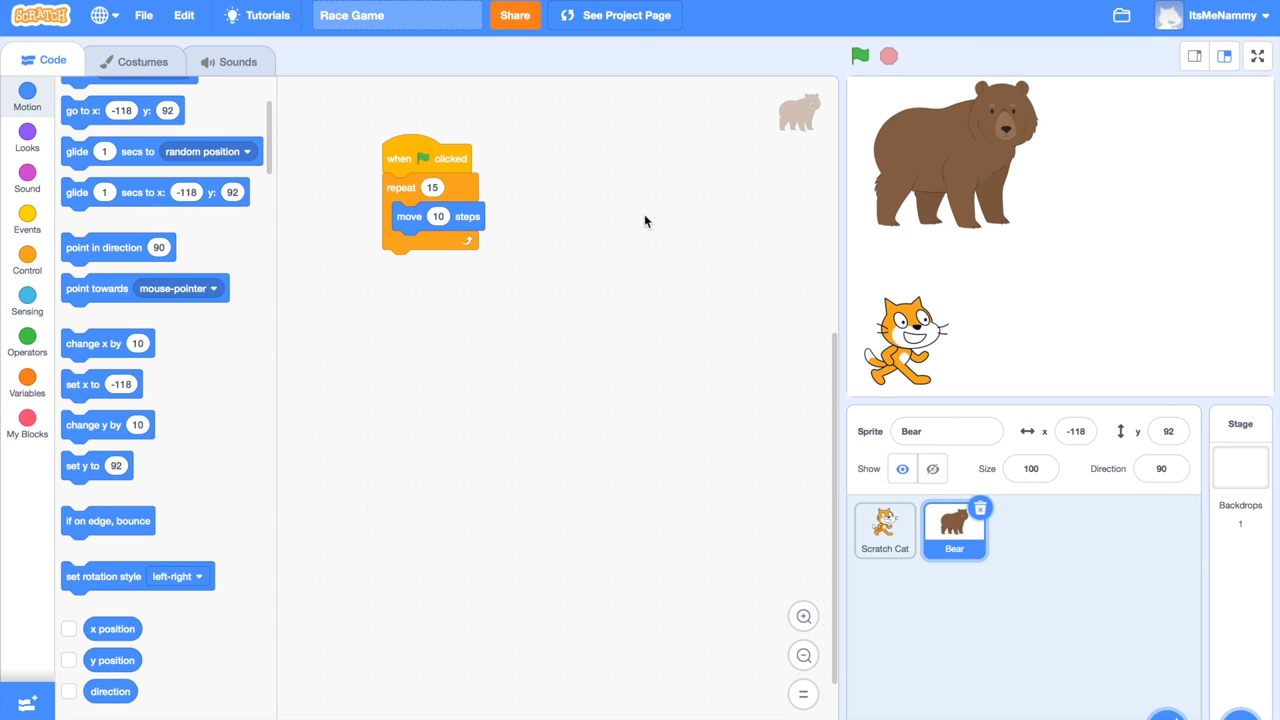 SCRATCH File Edit Tutorials Race Game Share See Project Page ItsMeNammy
Code Costumes Sounds
Motion
Looks
Sound
Events
Control
Sensing
Operators
Variables
My Blocks
go to x: -118 y: 92
glide 1 secs to random position
glide 1 secs to x: -118 y: 92
point in direction 90
point towards mouse-pointer
change x by 10
set x to -118
change y by 10
set y to 92
if on edge, bounce
set rotation style left-right
x position
y position
direction
when clicked
repeat 15
move 10 steps
Sprite Bear x -118 y 92
Show Size 100 Direction 90
Scratch Cat
Bear
Stage
Backdrops
1